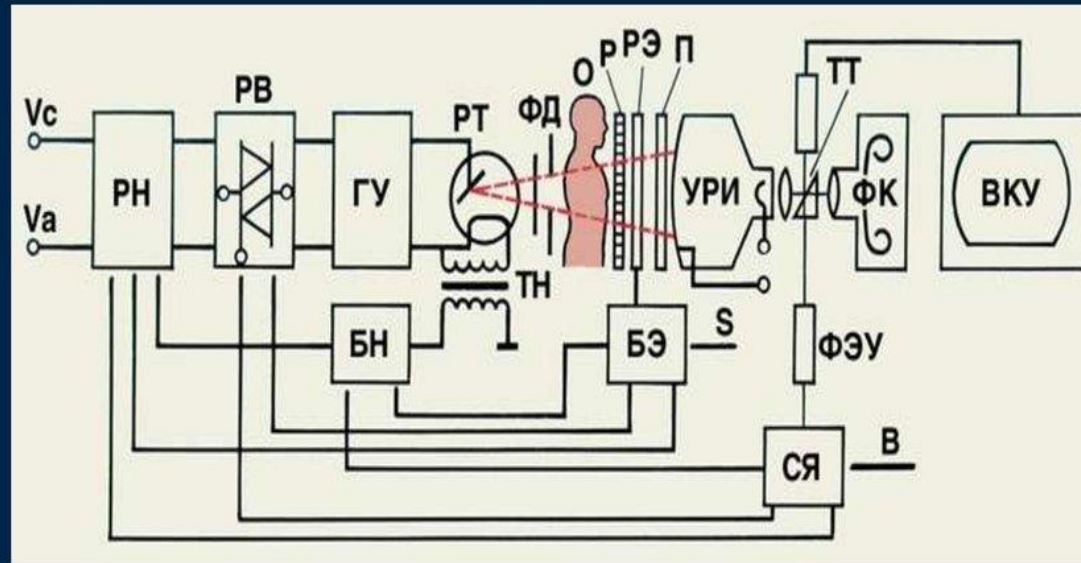 Vc
Va
РН
РВ
ГУ
РТ
ФД
О
Р
РЭ
П
УРИ
ТТ
ФК
ВКУ
ТН
БН
БЭ
S
ФЭУ
СЯ
В